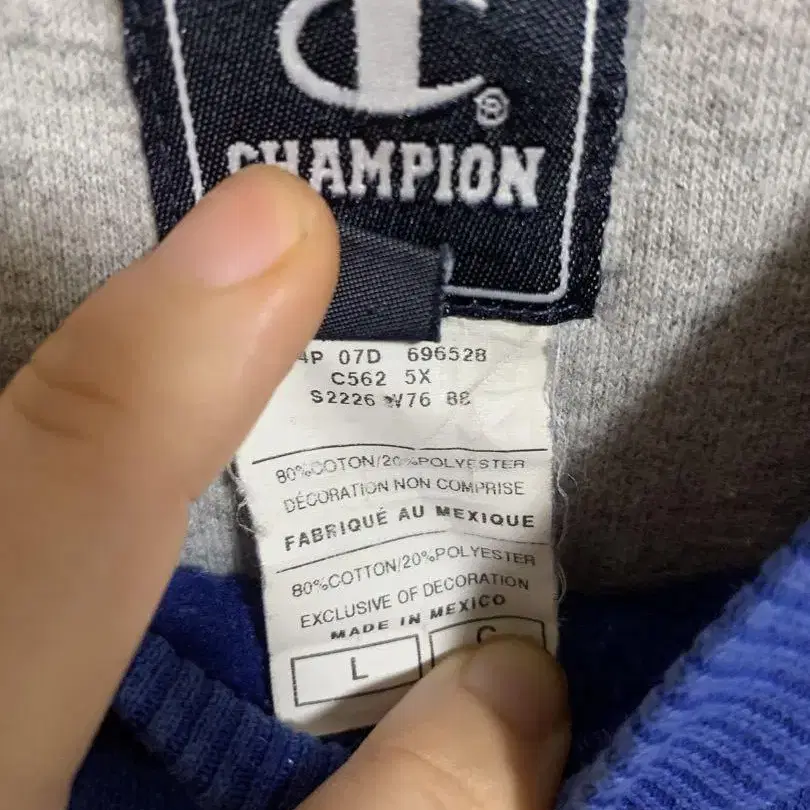 ®
CHAMPION
4P 07D 696528
C562 5X
S2226 W76 88
80%COTON/20%POLYESTER
DÉCORATION NON COMPRISE
FABRIQUÉ AU MEXIQUE
80%COTTON/20%POLYESTER
EXCLUSIVE OF DECORATION
MADE IN MEXICO
L